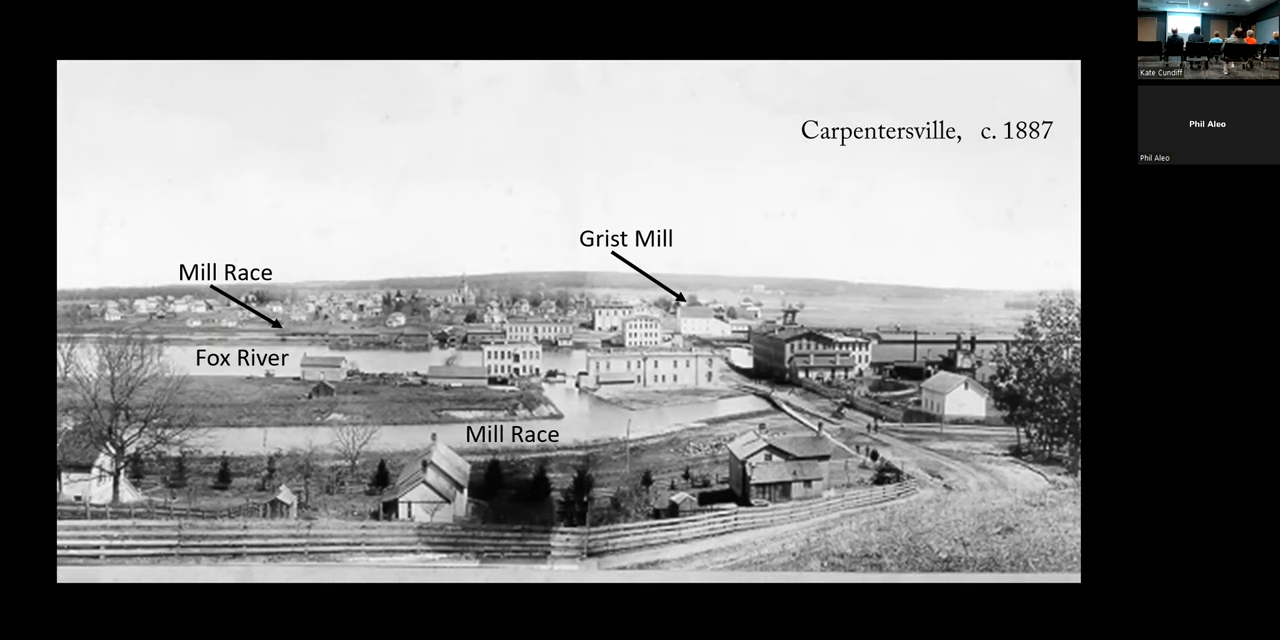 Carpentersville, c. 1887
Grist Mill
Mill Race
Fox River
Mill Race
Kate Cundiff
Phil Aleo
Phil Aleo